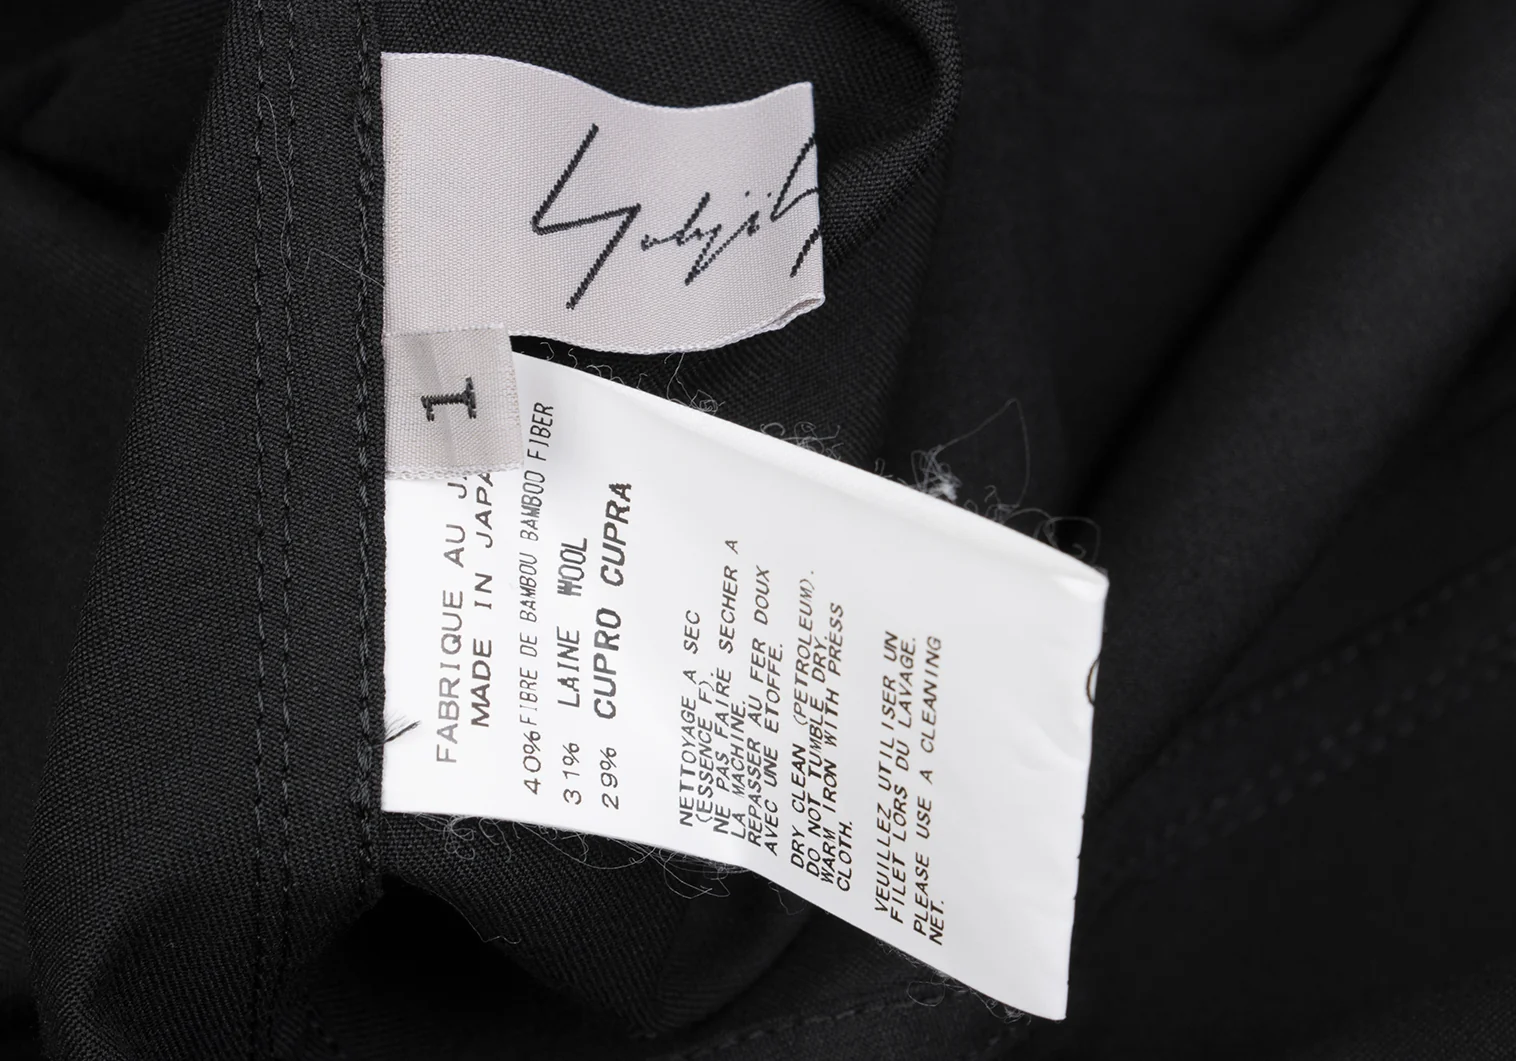 Yohji
1
FABRIQUE AU J
MADE IN JAPA
40% FIBRE DE BAMBOU BAMBOO FIBER
31% LAINE WOOL
29% CUPRO CUPRA
NETTOYAGE A SEC
(ESSENCE F).
NE PAS FAIRE SECHER A
LA MACHINE.
REPASSER AU FER DOUX
AVEC UNE ETOFFE.
DRY CLEAN (PETROLEUM).
DO NOT TUMBLE DRY.
WARM IRON WITH PRESS
CLOTH.
VEUILLEZ UTILISER UN
FILET LORS DU LAVAGE.
PLEASE USE A CLEANING
NET.